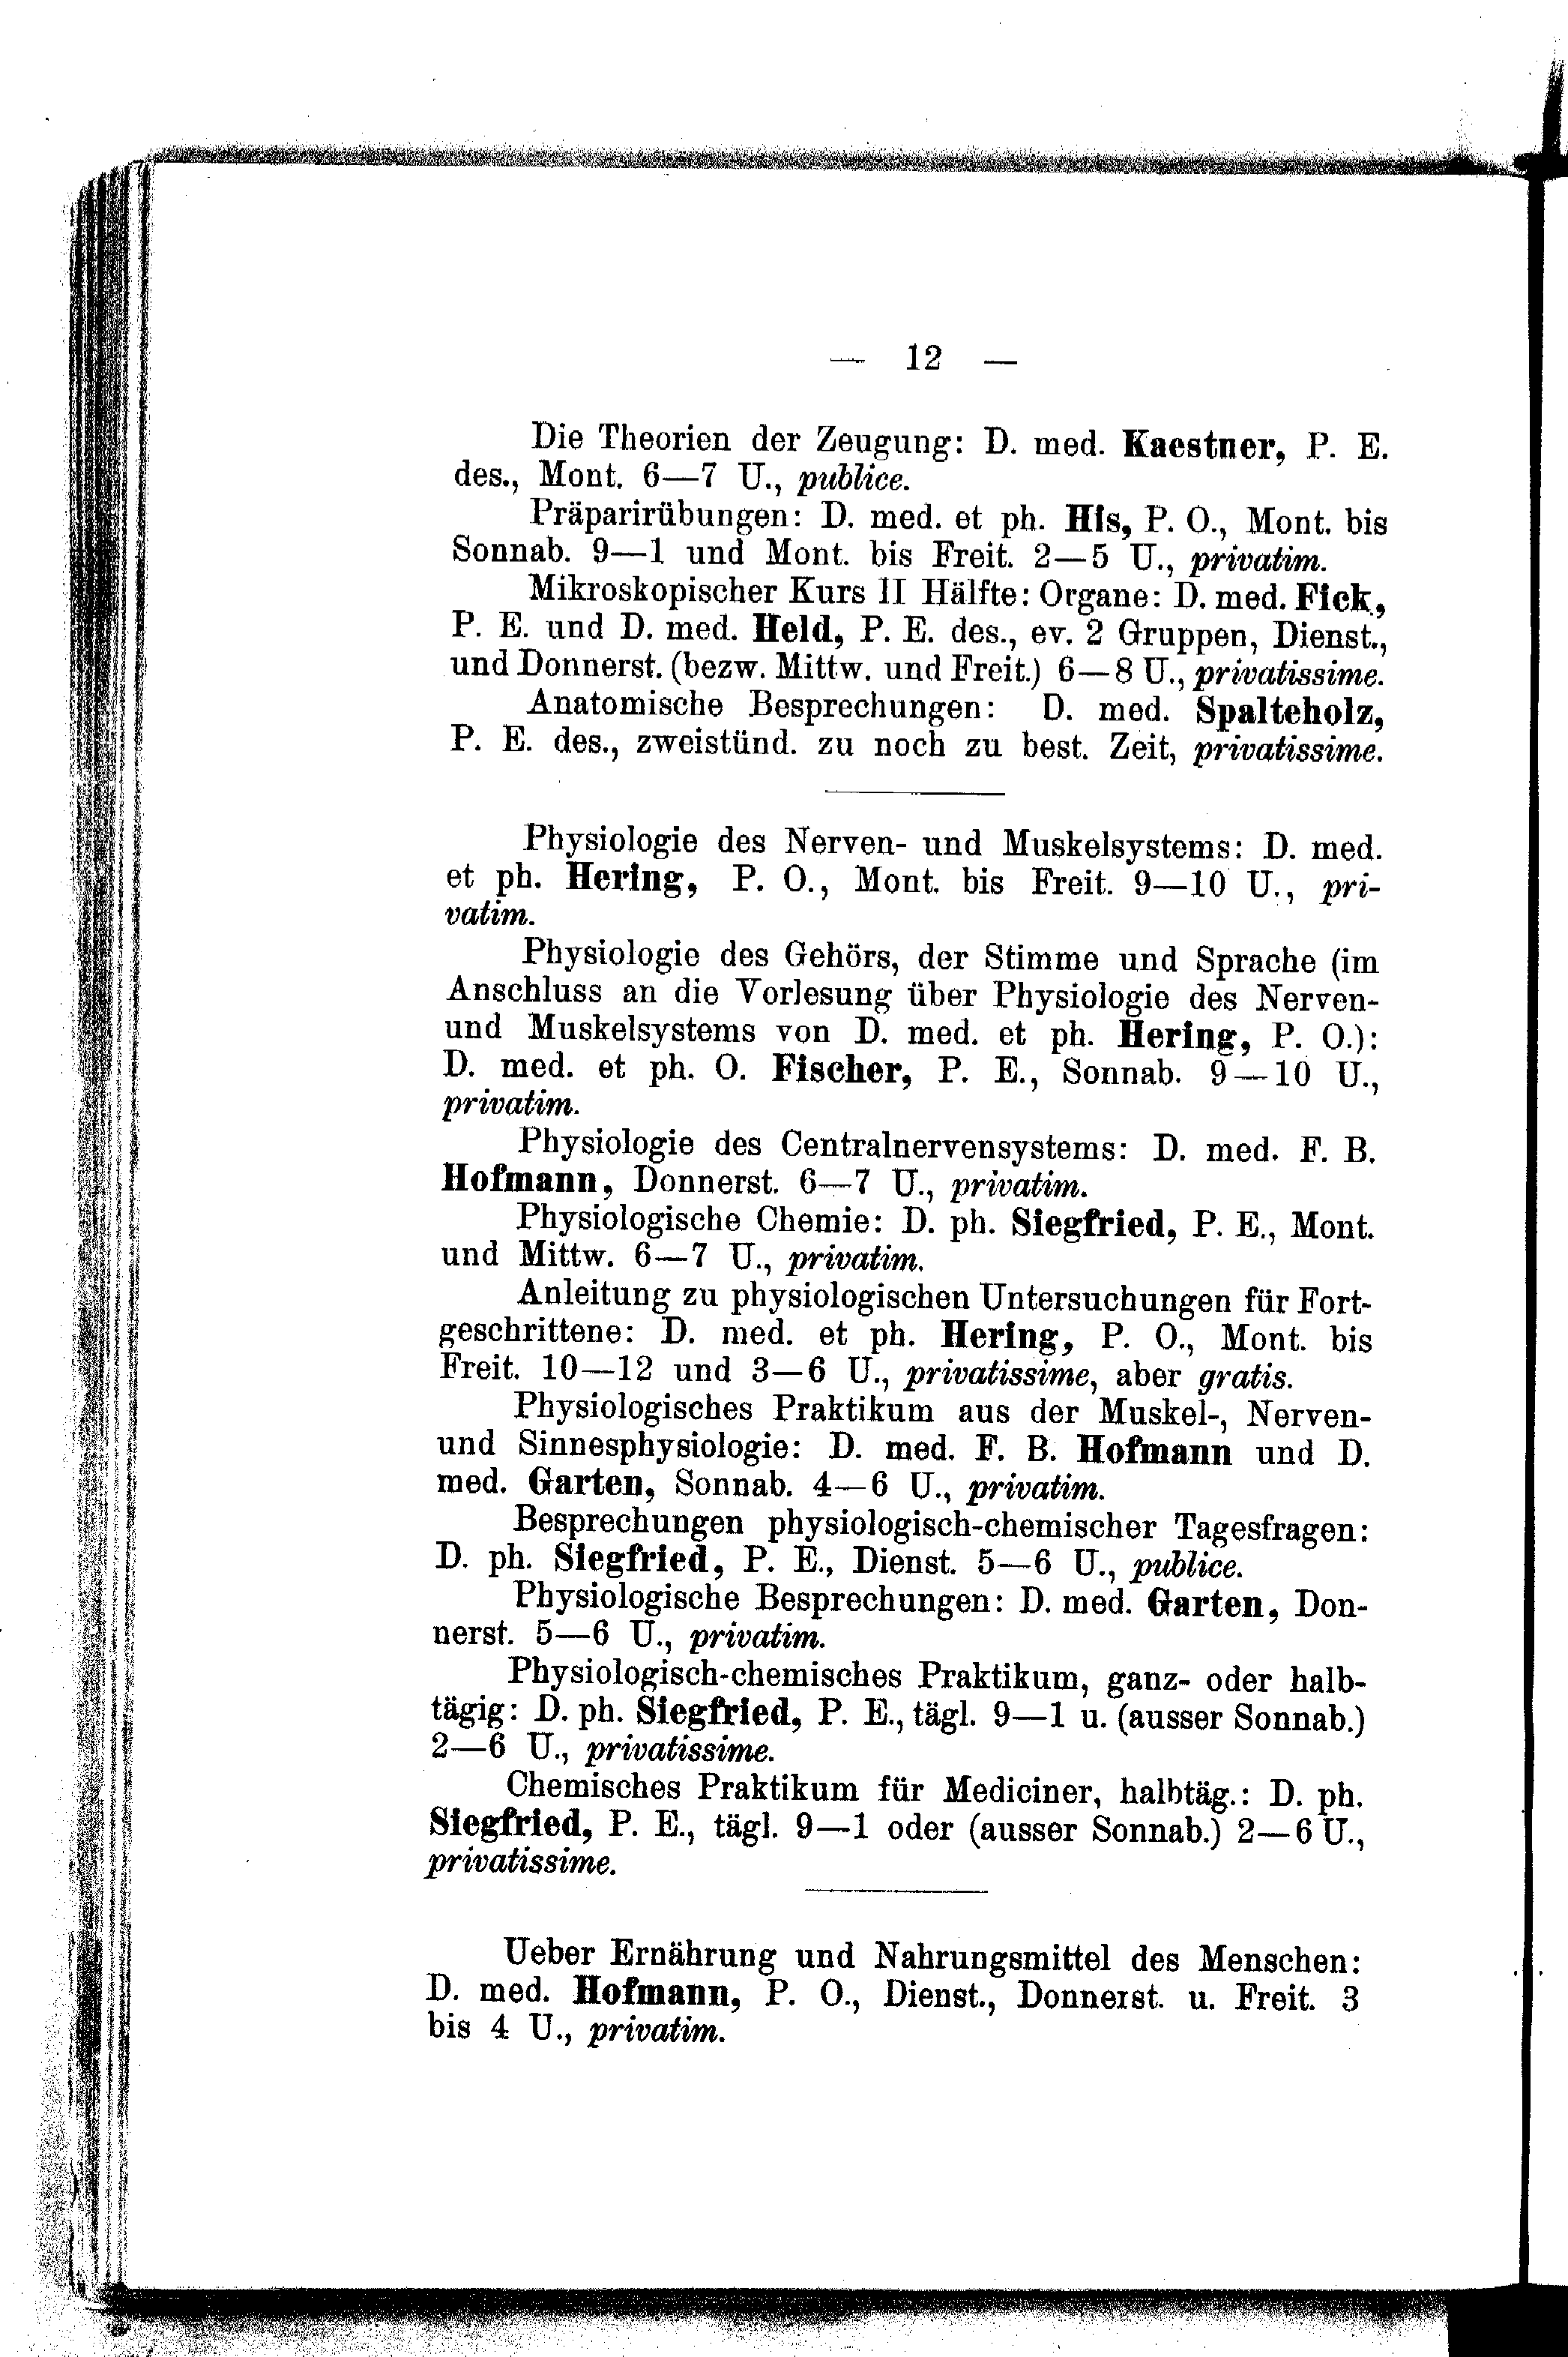 — 12 —
Die Theorien der Zeugung: D. med. Kaestner, P. E.
des., Mont. 6—7 U., publice.
Präparirübungen: D. med. et ph. His, P. O., Mont. bis
Sonnab. 9—1 und Mont. bis Freit. 2—5 U., privatim.
Mikroskopischer Kurs II Hälfte: Organe: D. med. Fick,
P. E. und D. med. Held, P. E. des., ev. 2 Gruppen, Dienst.,
und Donnerst. (bezw. Mittw. und Freit.) 6—8 U., privatissime.
Anatomische Besprechungen: D. med. Spalteholz,
P. E. des., zweistünd. zu noch zu best. Zeit, privatissime.
Physiologie des Nerven- und Muskelsystems: D. med.
et ph. Hering, P. O., Mont. bis Freit. 9—10 U., pri-
vatim.
Physiologie des Gehörs, der Stimme und Sprache (im
Anschluss an die Vorlesung über Physiologie des Nerven-
und Muskelsystems von D. med. et ph. Hering, P. O.):
D. med. et ph. O. Fischer, P. E., Sonnab. 9—10 U.,
privatim.
Physiologie des Centralnervensystems: D. med. F. B.
Hofmann, Donnerst. 6—7 U., privatim.
Physiologische Chemie: D. ph. Siegfried, P. E., Mont.
und Mittw. 6—7 U., privatim.
Anleitung zu physiologischen Untersuchungen für Fort-
geschrittene: D. med. et ph. Hering, P. O., Mont. bis
Freit. 10—12 und 3—6 U., privatissime, aber gratis.
Physiologisches Praktikum aus der Muskel-, Nerven-
und Sinnesphysiologie: D. med. F. B. Hofmann und D.
med. Garten, Sonnab. 4—6 U., privatim.
Besprechungen physiologisch-chemischer Tagesfragen:
D. ph. Siegfried, P. E., Dienst. 5—6 U., publice.
Physiologische Besprechungen: D. med. Garten, Don-
nerst. 5—6 U., privatim.
Physiologisch-chemisches Praktikum, ganz- oder halb-
tägig: D. ph. Siegfried, P. E., tägl. 9—1 u. (ausser Sonnab.)
2—6 U., privatissime.
Chemisches Praktikum für Mediciner, halbtäg.: D. ph.
Siegfried, P. E., tägl. 9—1 oder (ausser Sonnab.) 2—6 U.,
privatissime.
Ueber Ernährung und Nahrungsmittel des Menschen:
D. med. Hofmann, P. O., Dienst., Donnerst. u. Freit. 3
bis 4 U., privatim.